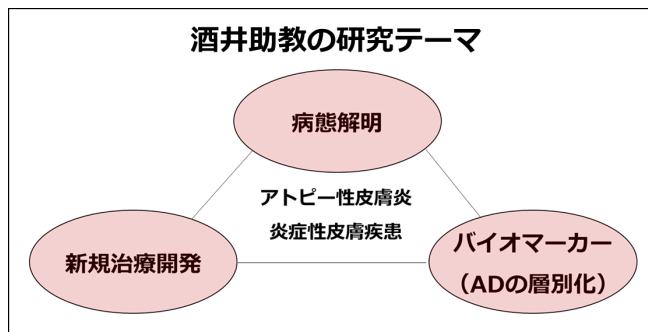 酒井助教の研究テーマ
病態解明
アトピー性皮膚炎
炎症性皮膚疾患
新規治療開発
バイオマーカー
（ADの層別化）